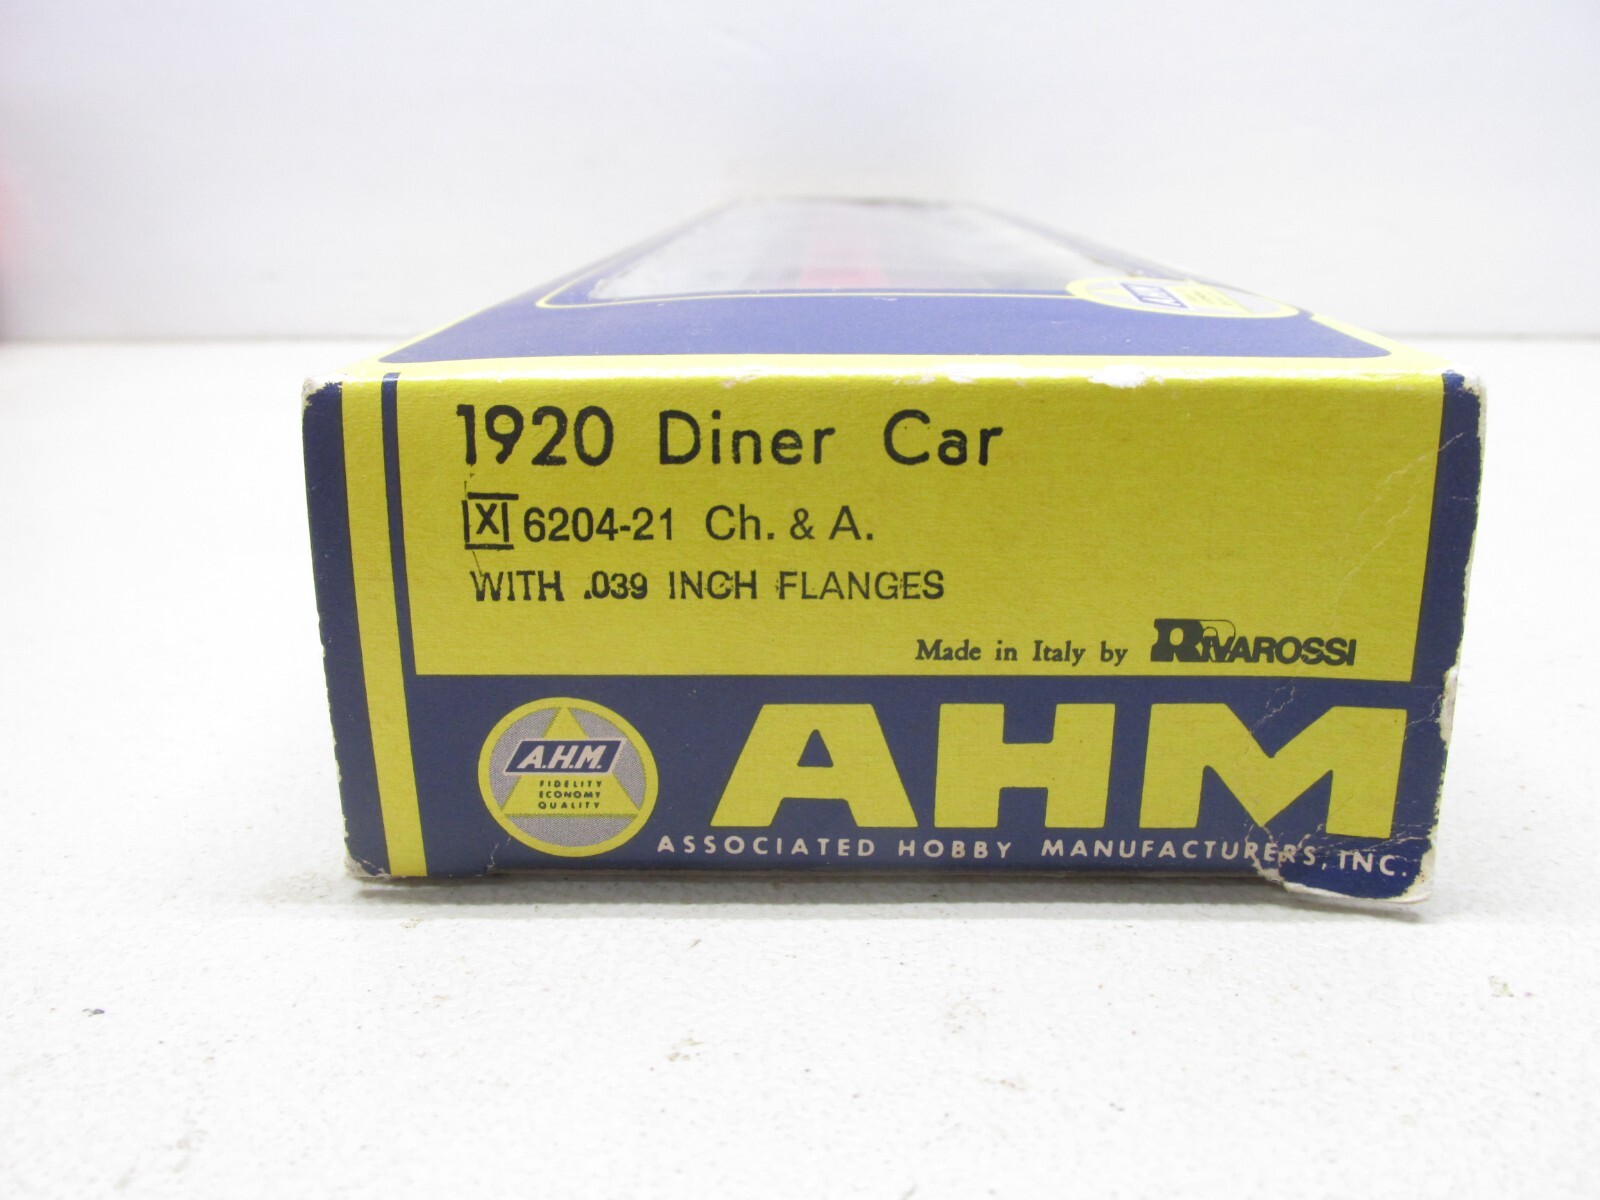 A.H.M.
1920 Diner Car
X 6204-21 Ch. & A.
WITH .039 INCH FLANGES
Made in Italy by RIVAROSSI
A.H.M.
FIDELITY
ECONOMY
QUALITY
AHM
ASSOCIATED HOBBY MANUFACTURERS, INC.